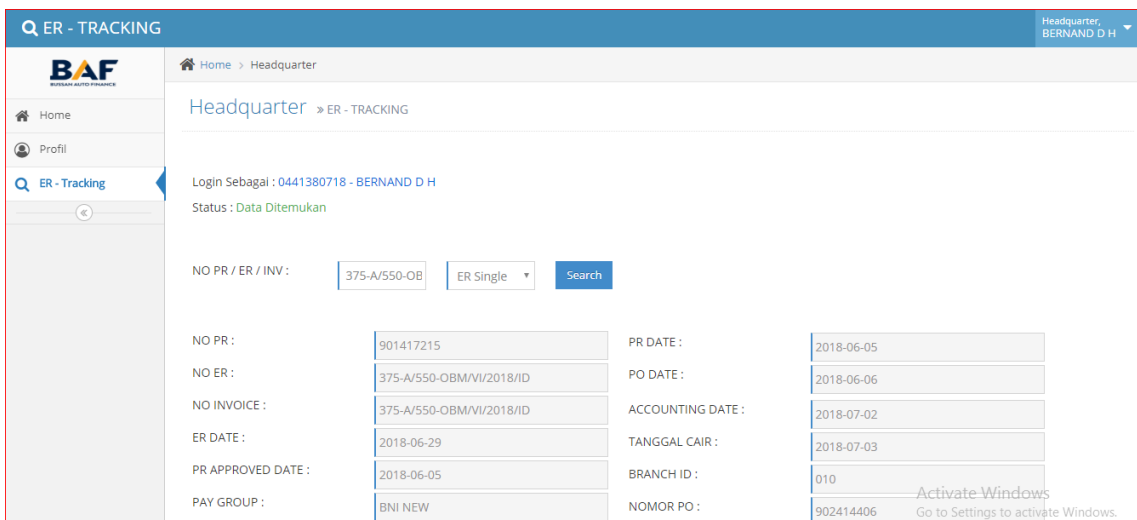 ER - TRACKING
Headquarter,
BERNAND D H
BAF
BUSSAN AUTO FINANCE
Home
Profil
ER - Tracking
Home > Headquarter
Headquarter » ER - TRACKING
Login Sebagai : 0441380718 - BERNAND D H
Status : Data Ditemukan
NO PR / ER / INV : 375-A/550-OB ER Single Search
NO PR : 901417215 PR DATE : 2018-06-05
NO ER : 375-A/550-OBM/VI/2018/ID PO DATE : 2018-06-06
NO INVOICE : 375-A/550-OBM/VI/2018/ID ACCOUNTING DATE : 2018-07-02
ER DATE : 2018-06-29 TANGGAL CAIR : 2018-07-03
PR APPROVED DATE : 2018-06-05 BRANCH ID : 010
PAY GROUP : BNI NEW NOMOR PO : 902414406
Activate Windows
Go to Settings to activate Windows.